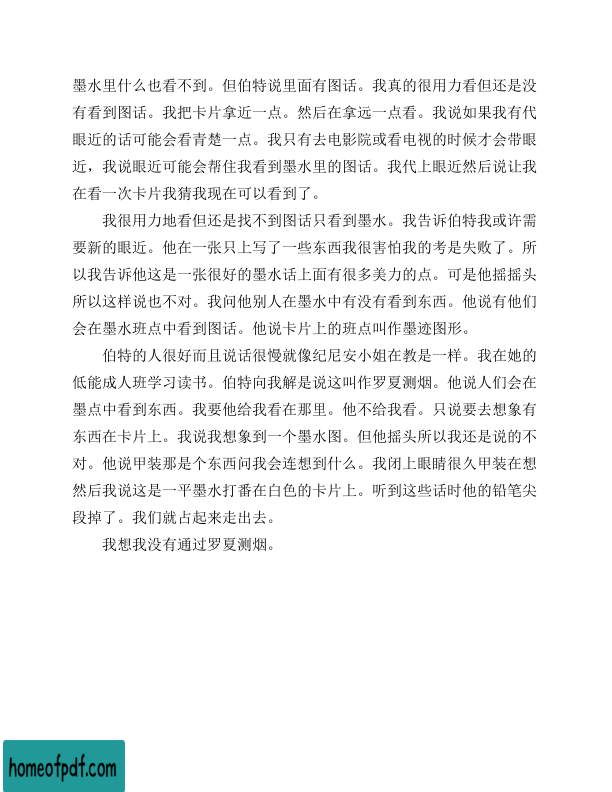 墨水里什么也看不到。但伯特说里面有图话。我真的很用力看但还是没
有看到图话。我把卡片拿近一点。然后在拿远一点看。我说如果我有代
眼近的话可能会看青楚一点。我只有去电影院或看电视的时候才会带眼
近，我说眼近可能会帮住我看到墨水里的图话。我代上眼近然后说让我
在看一次卡片我猜我现在可以看到了。
我很用力地看但还是找不到图话只看到墨水。我告诉伯特我或许需
要新的眼近。他在一张只上写了一些东西我很害怕我的考是失败了。所
以我告诉他这是一张很好的墨水话上面有很多美力的点。可是他摇摇头
所以这样说也不对。我问他别人在墨水中有没有看到东西。他说有他们
会在墨水班点中看到图话。他说卡片上的班点叫作墨迹图形。
伯特的人很好而且说话很慢就像纪尼安小姐在教是一样。我在她的
低能成人班学习读书。伯特向我解是说这叫作罗夏测烟。他说人们会在
墨点中看到东西。我要他给我看在那里。他不给我看。只说要去想象有
东西在卡片上。我说我想象到一个墨水图。但他摇头所以我还是说的不
对。他说甲装那是个东西问我会连想到什么。我闭上眼睛很久甲装在想
然后我说这是一平墨水打番在白色的卡片上。听到这些话时他的铅笔尖
段掉了。我们就占起来走出去。
我想我没有通过罗夏测烟。
homeofpdf.com